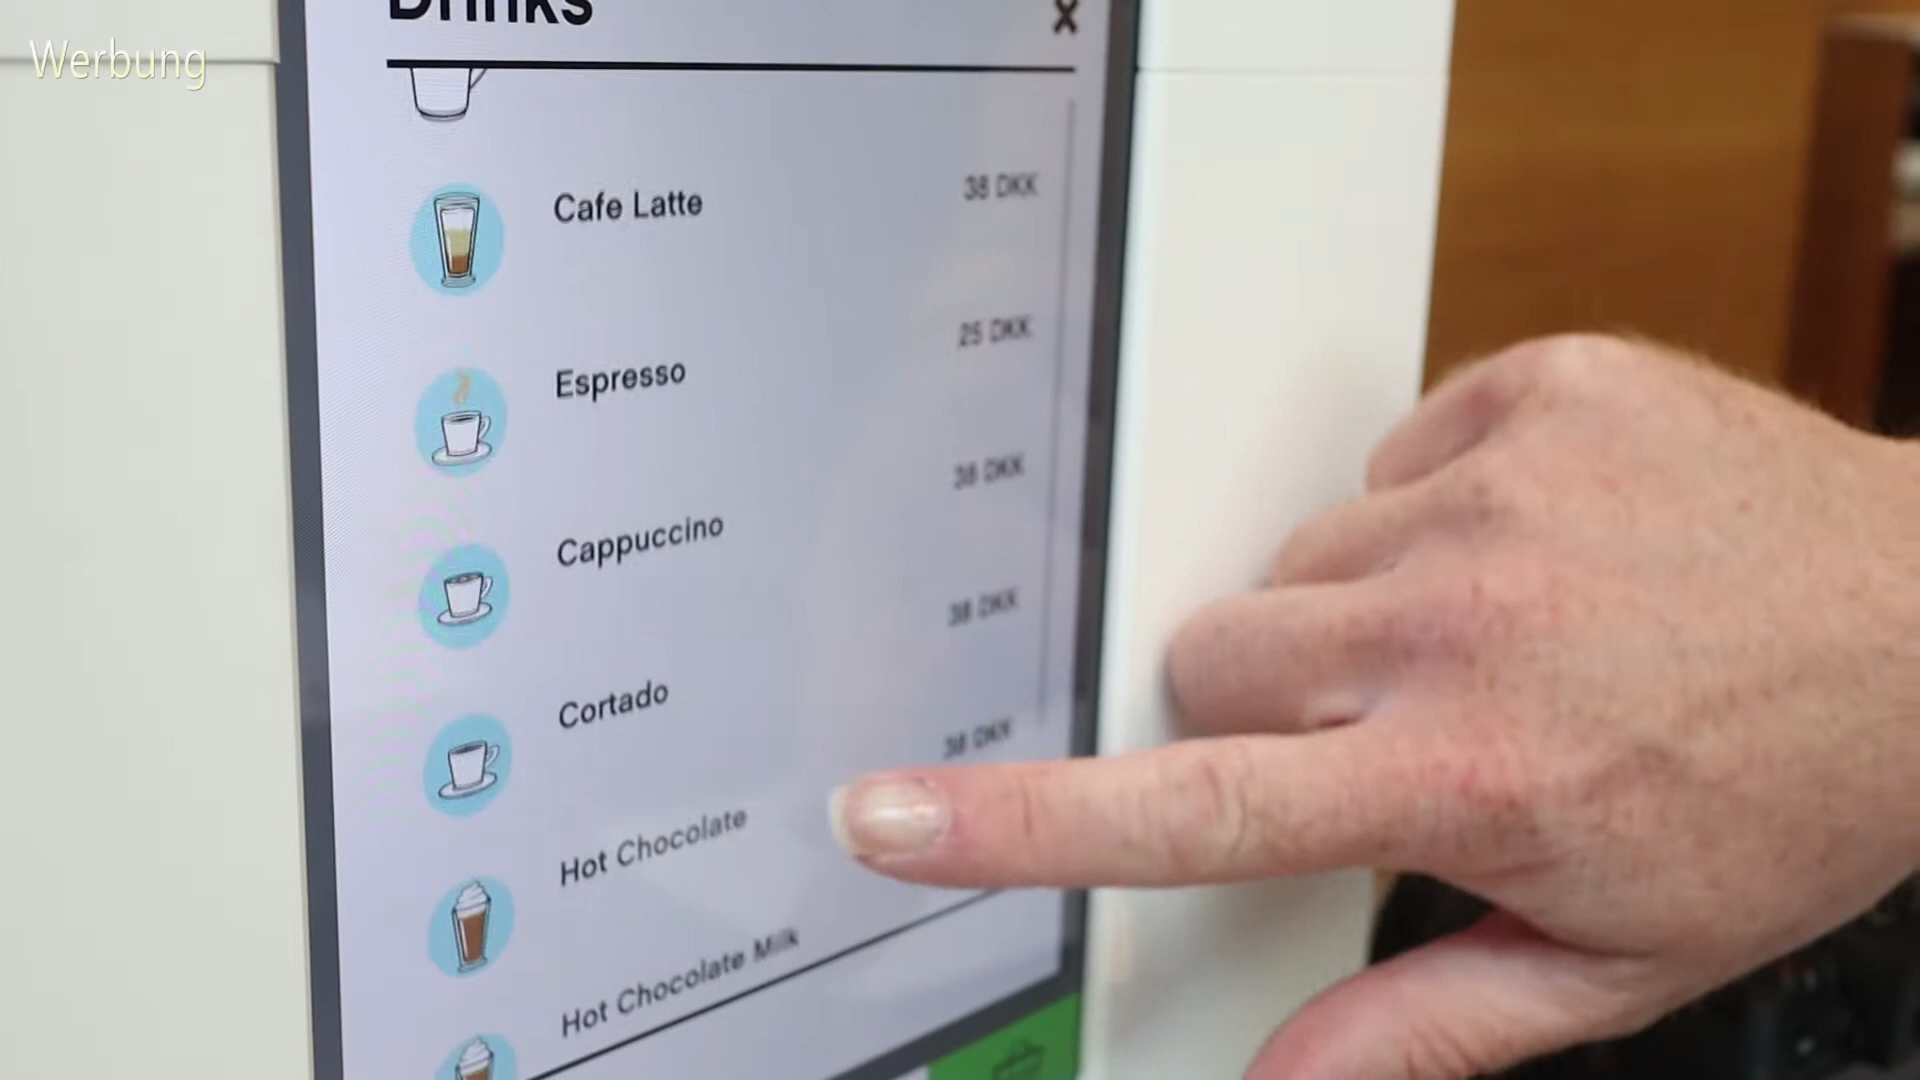 Werbung
Drinks
x
Cafe Latte 38 DKK
Espresso 25 DKK
Cappuccino 38 DKK
Cortado 38 DKK
Hot Chocolate 38 DKK
Hot Chocolate Milk